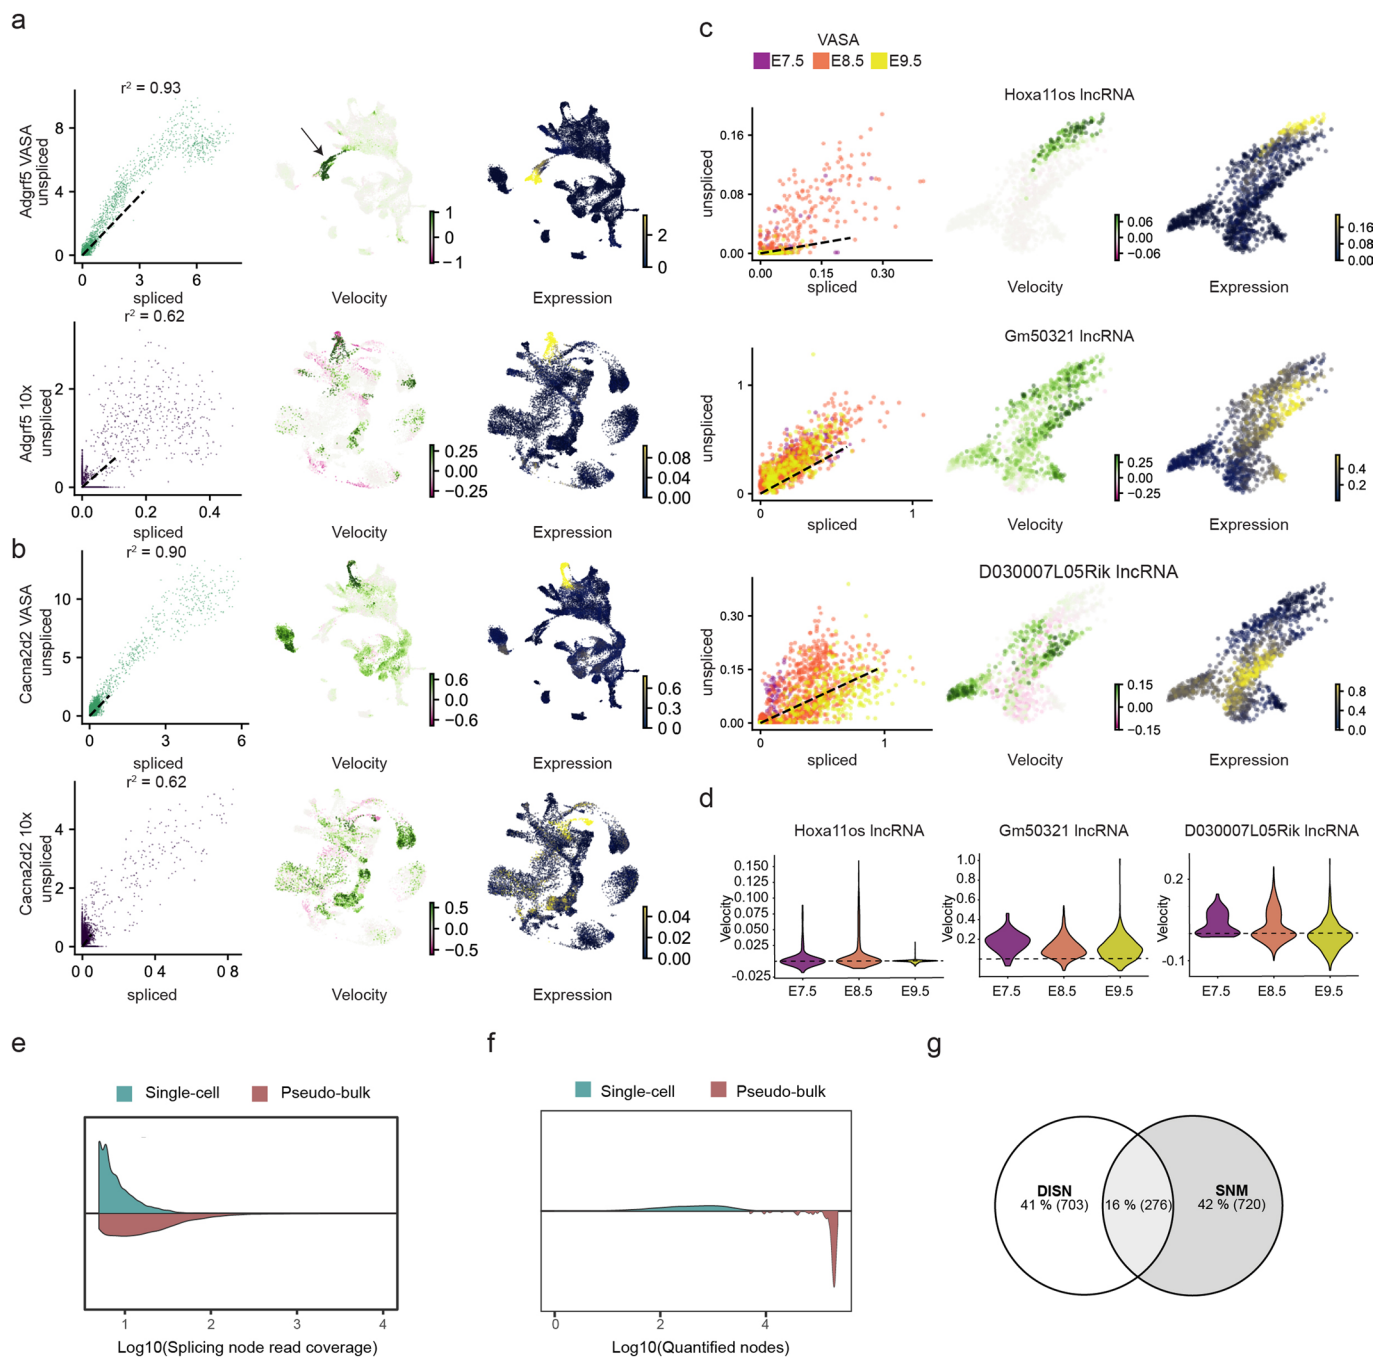 a
r² = 0.93
Adgrf5 VASA
unspliced
8
4
0
0
3
6
spliced
1
0
−1
Velocity
2
0
Expression
r² = 0.62
Adgrf5 10x
unspliced
2
0
0.0
0.2
0.4
spliced
0.25
0.00
−0.25
Velocity
0.08
0.04
0.00
Expression
b
r² = 0.90
Cacna2d2 VASA
unspliced
10
5
0
0
3
6
spliced
0.6
0.0
−0.6
Velocity
0.6
0.3
0.0
Expression
r² = 0.62
Cacna2d2 10x
unspliced
4
2
0
0.0
0.4
0.8
spliced
0.5
0.0
−0.5
Velocity
0.04
0.02
0.00
Expression
c
VASA
E7.5
E8.5
E9.5
Hoxa11os lncRNA
unspliced
0.16
0.08
0.00
0.00
0.15
0.30
spliced
0.06
0.00
−0.06
Velocity
0.16
0.08
0.00
Expression
Gm50321 lncRNA
unspliced
1
0
0
1
spliced
0.25
0.00
−0.25
Velocity
0.4
0.2
Expression
D030007L05Rik lncRNA
unspliced
0.30
0.15
0.00
0
1
spliced
0.15
0.00
−0.15
Velocity
0.8
0.4
0.0
Expression
d
Hoxa11os lncRNA
Velocity
0.150
0.125
0.100
0.075
0.050
0.025
0
-0.025
E7.5
E8.5
E9.5
Gm50321 lncRNA
Velocity
1.0
0.8
0.6
0.4
0.2
E7.5
E8.5
E9.5
D030007L05Rik lncRNA
Velocity
0.2
-0.1
E7.5
E8.5
E9.5
e
Single-cell
Pseudo-bulk
1
2
3
4
Log10(Splicing node read coverage)
f
Single-cell
Pseudo-bulk
0
2
4
Log10(Quantified nodes)
g
DISN
41 % (703)
16 % (276)
SNM
42 % (720)